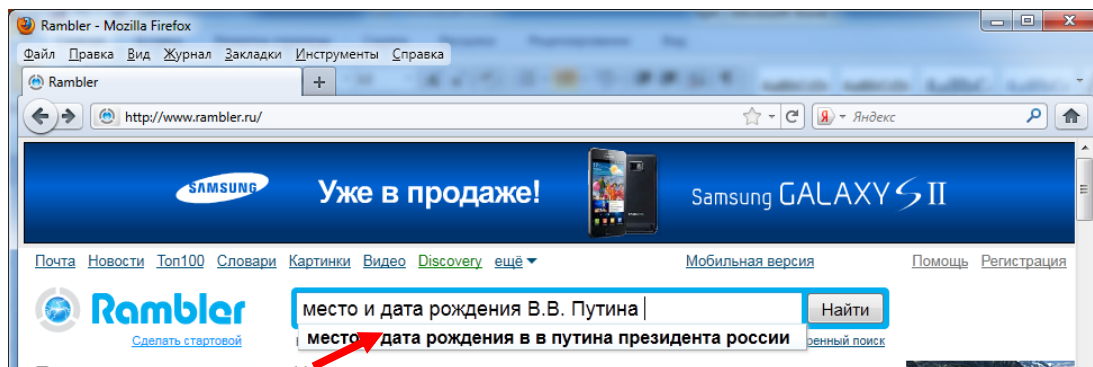 Rambler - Mozilla Firefox
Файл Правка Вид Журнал Закладки Инструменты Справка
Rambler +
http://www.rambler.ru/ Яндекс
SAMSUNG Уже в продаже! Samsung GALAXY S II
Почта Новости Топ100 Словари Картинки Видео Discovery ещё Мобильная версия Помощь Регистрация
Rambler место и дата рождения В.В. Путина Найти
Сделать стартовой место дата рождения в в путина президента россии поиск